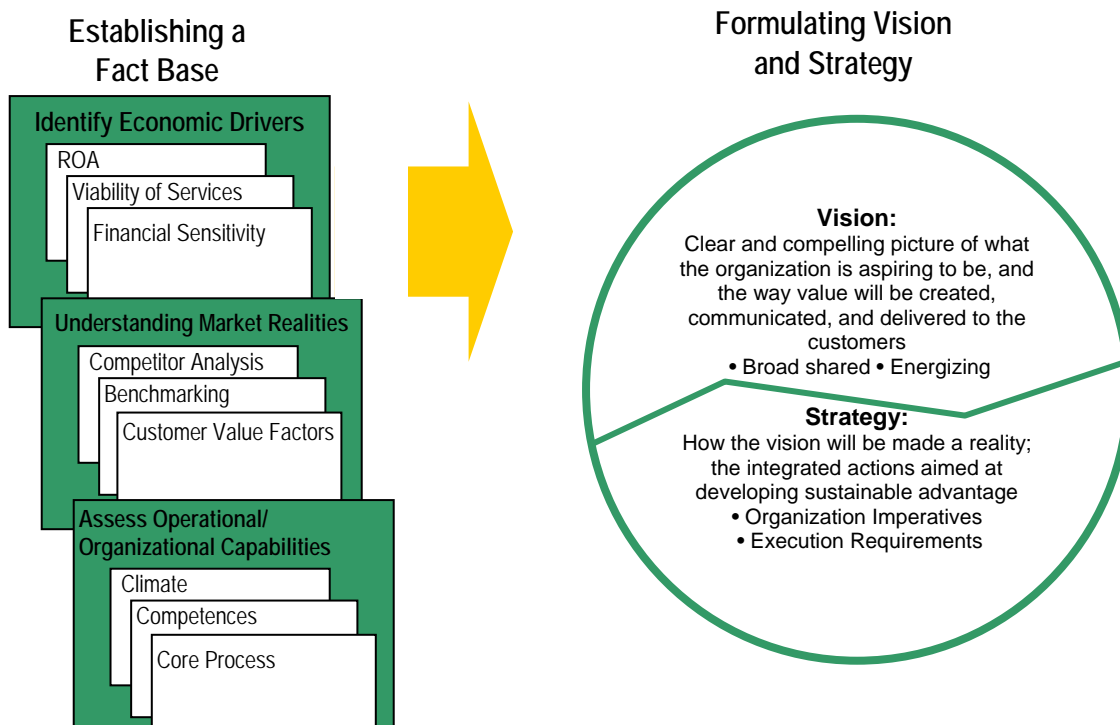 Establishing a
Fact Base
Identify Economic Drivers
ROA
Viability of Services
Financial Sensitivity
Understanding Market Realities
Competitor Analysis
Benchmarking
Customer Value Factors
Assess Operational/
Organizational Capabilities
Climate
Competences
Core Process
Formulating Vision
and Strategy
Vision:
Clear and compelling picture of what
the organization is aspiring to be, and
the way value will be created,
communicated, and delivered to the
customers
• Broad shared • Energizing
Strategy:
How the vision will be made a reality;
the integrated actions aimed at
developing sustainable advantage
• Organization Imperatives
• Execution Requirements